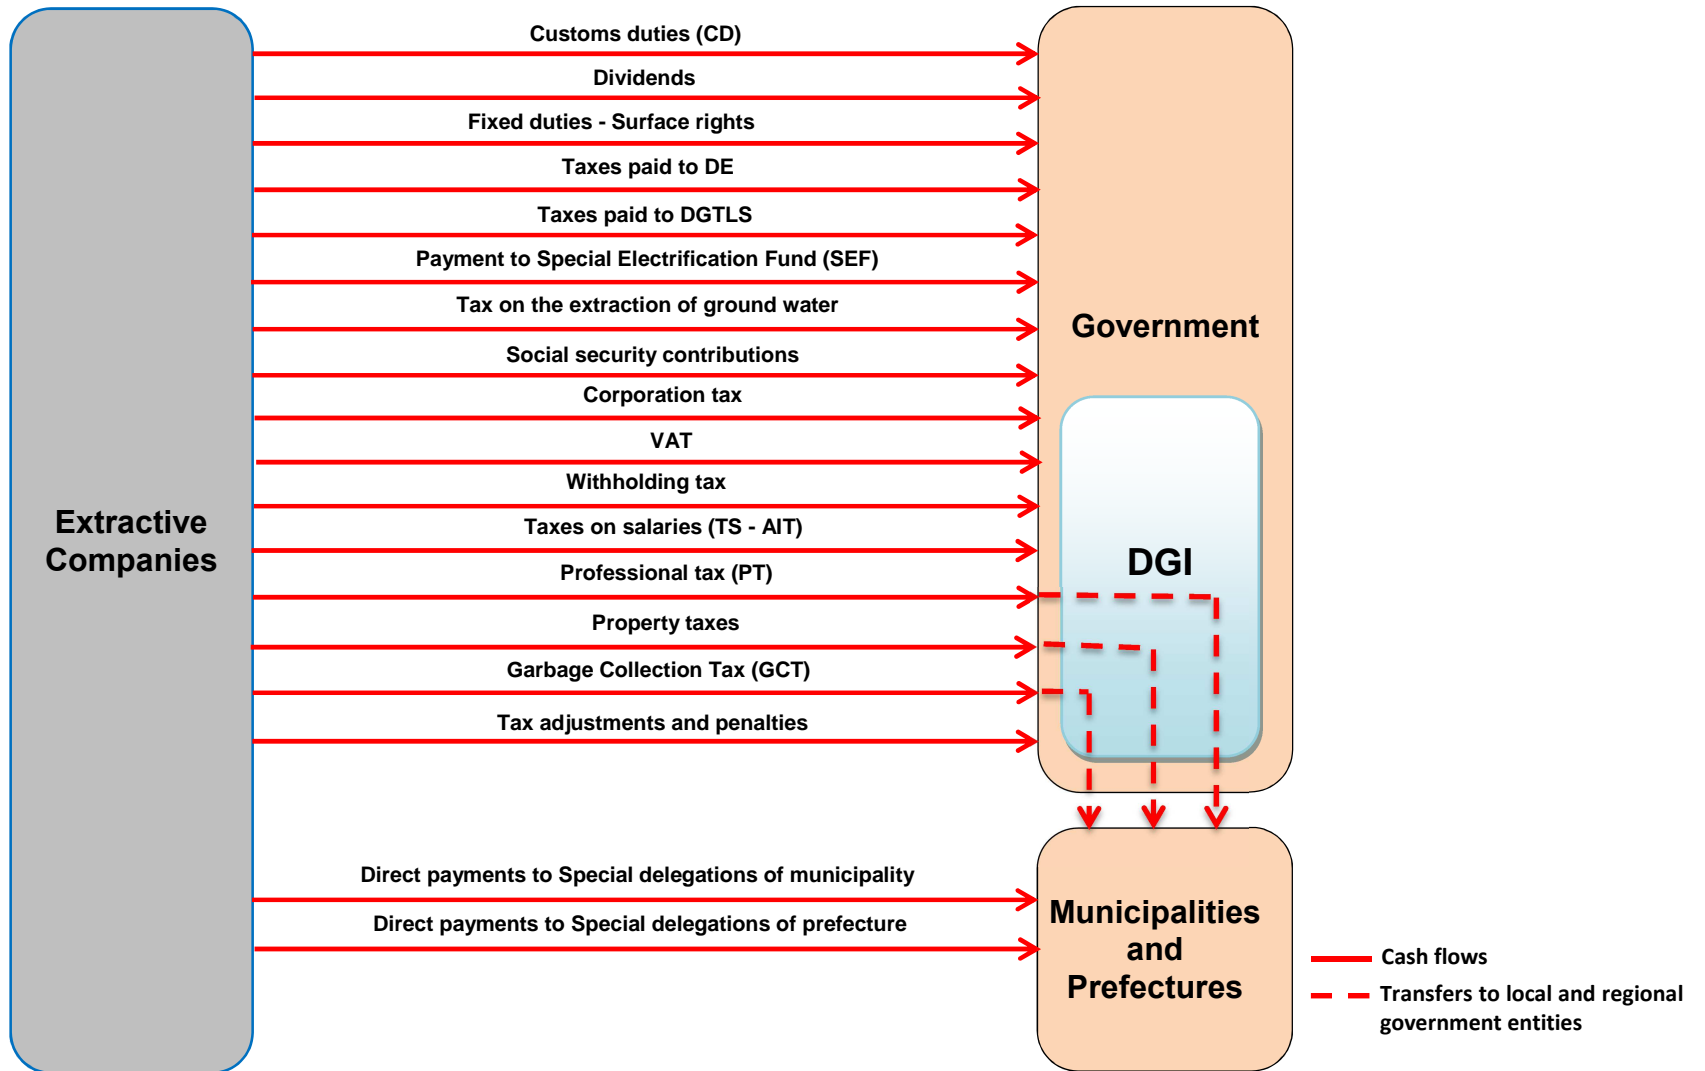 Customs duties (CD)
Dividends
Fixed duties - Surface rights
Taxes paid to DE
Taxes paid to DGTLS
Payment to Special Electrification Fund (SEF)
Tax on the extraction of ground water
Social security contributions
Corporation tax
VAT
Withholding tax
Taxes on salaries (TS - AIT)
Professional tax (PT)
Property taxes
Garbage Collection Tax (GCT)
Tax adjustments and penalties
Direct payments to Special delegations of municipality
Direct payments to Special delegations of prefecture
Extractive
Companies
Government
DGI
Municipalities
and
Prefectures
Cash flows
Transfers to local and regional
government entities